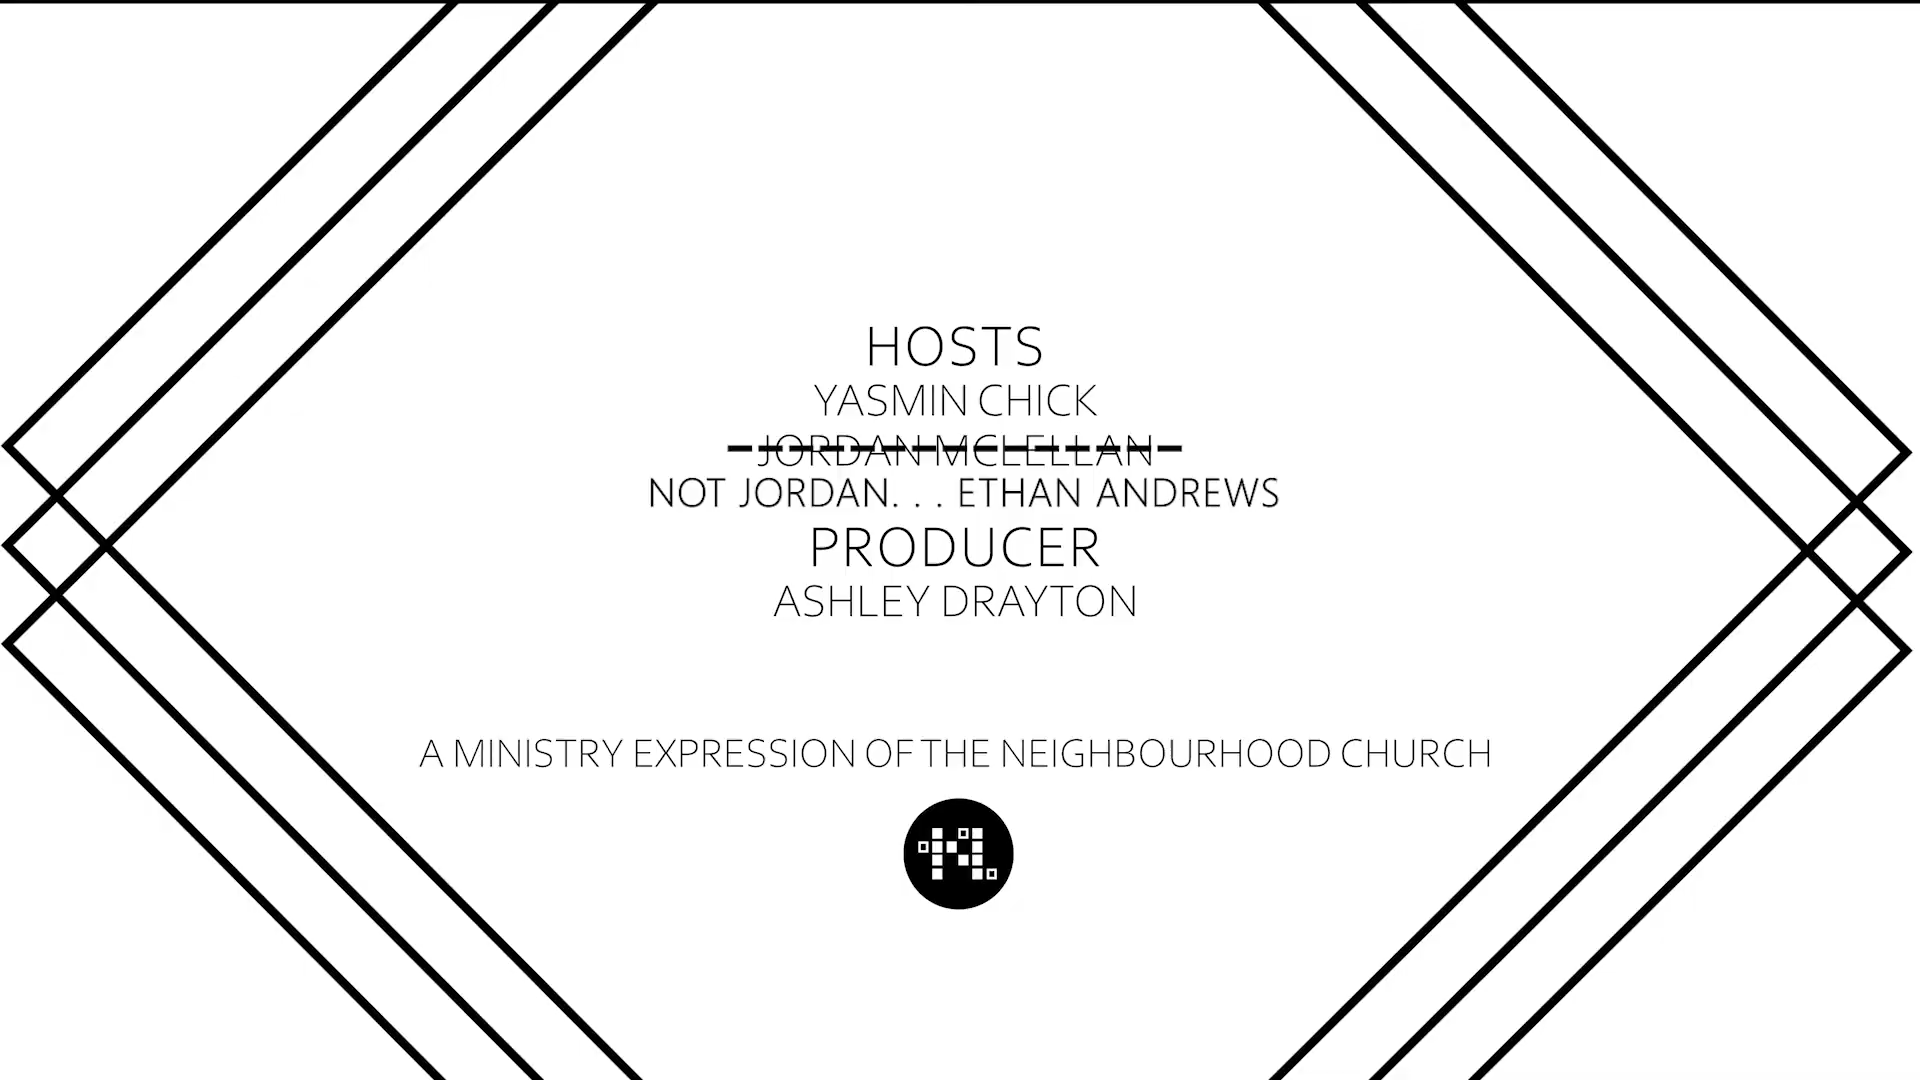 HOSTS
YASMIN CHICK
JORDAN MCLELLAN
NOT JORDAN. . . ETHAN ANDREWS
PRODUCER
ASHLEY DRAYTON
A MINISTRY EXPRESSION OF THE NEIGHBOURHOOD CHURCH
N